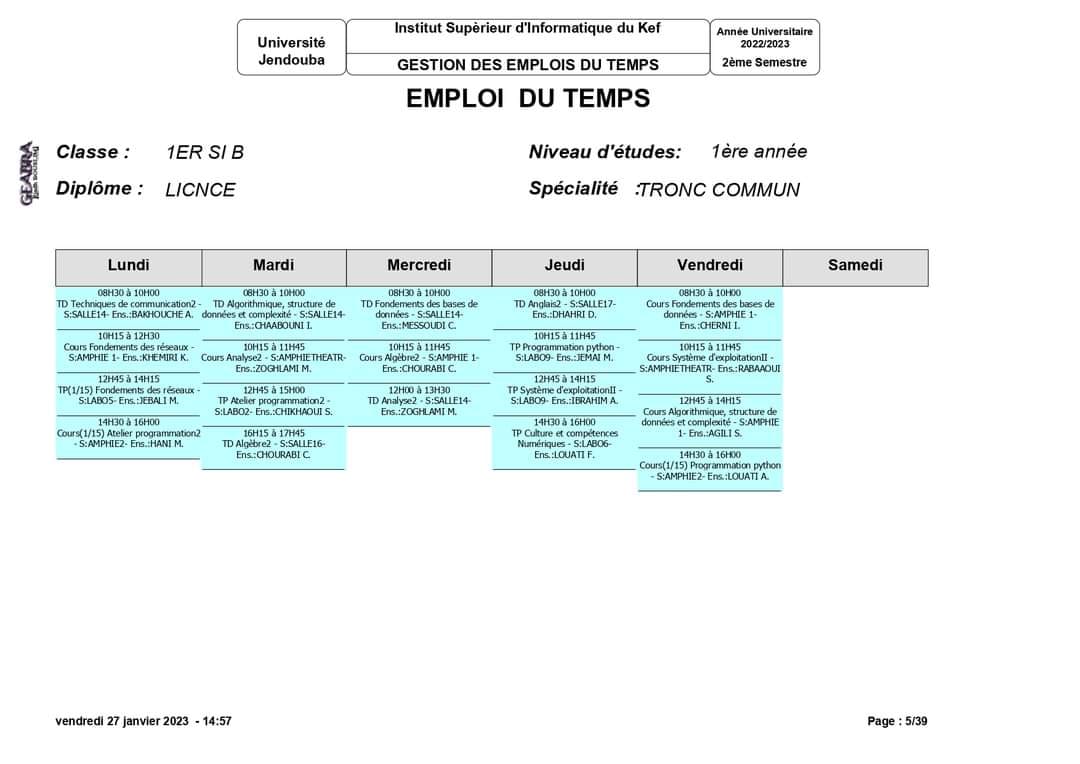 Université
Jendouba
Institut Supèrieur d'Informatique du Kef
GESTION DES EMPLOIS DU TEMPS
Année Universitaire
2022/2023
2ème Semestre
EMPLOI DU TEMPS
GEABRA
Classe : 1ER SI B
Niveau d'études: 1ère année
Diplôme : LICNCE
Spécialité :TRONC COMMUN
Lundi
08H30 à 10H00
TD Techniques de communication2 -
S:SALLE14- Ens.:BAKHOUCHE A.
10H15 à 12H30
Cours Fondements des réseaux -
S:AMPHIE 1- Ens.:KHEMIRI K.
12H45 à 14H15
TP(1/15) Fondements des réseaux -
S:LABO5- Ens.:JEBALI M.
14H30 à 16H00
Cours(1/15) Atelier programmation2
- S:AMPHIE2- Ens.:HANI M.
Mardi
08H30 à 10H00
TD Algorithmique, structure de
données et complexité - S:SALLE14-
Ens.:CHAABOUNI I.
10H15 à 11H45
Cours Analyse2 - S:AMPHIETHEATR-
Ens.:ZOGHLAMI M.
12H45 à 15H00
TP Atelier programmation2 -
S:LABO2- Ens.:CHIKHAOUI S.
16H15 à 17H45
TD Algèbre2 - S:SALLE16-
Ens.:CHOURABI C.
Mercredi
08H30 à 10H00
TD Fondements des bases de
données - S:SALLE14-
Ens.:MESSOUDI C.
10H15 à 11H45
Cours Algèbre2 - S:AMPHIE 1-
Ens.:CHOURABI C.
12H00 à 13H30
TD Analyse2 - S:SALLE14-
Ens.:ZOGHLAMI M.
Jeudi
08H30 à 10H00
TD Anglais2 - S:SALLE17-
Ens.:DHAHRI D.
10H15 à 11H45
TP Programmation python -
S:LABO9- Ens.:JEMAI M.
12H45 à 14H15
TP Système d'exploitationII -
S:LABO9- Ens.:IBRAHIM A.
14H30 à 16H00
TP Culture et compétences
Numériques - S:LABO6-
Ens.:LOUATI F.
Vendredi
08H30 à 10H00
Cours Fondements des bases de
données - S:AMPHIE 1-
Ens.:CHERNI I.
10H15 à 11H45
Cours Système d'exploitationII -
S:AMPHIETHEATR- Ens.:RABAAOUI
S.
12H45 à 14H15
Cours Algorithmique, structure de
données et complexité - S:AMPHIE
1- Ens.:AGILI S.
14H30 à 16H00
Cours(1/15) Programmation python
- S:AMPHIE2- Ens.:LOUATI A.
Samedi
vendredi 27 janvier 2023 - 14:57
Page : 5/39